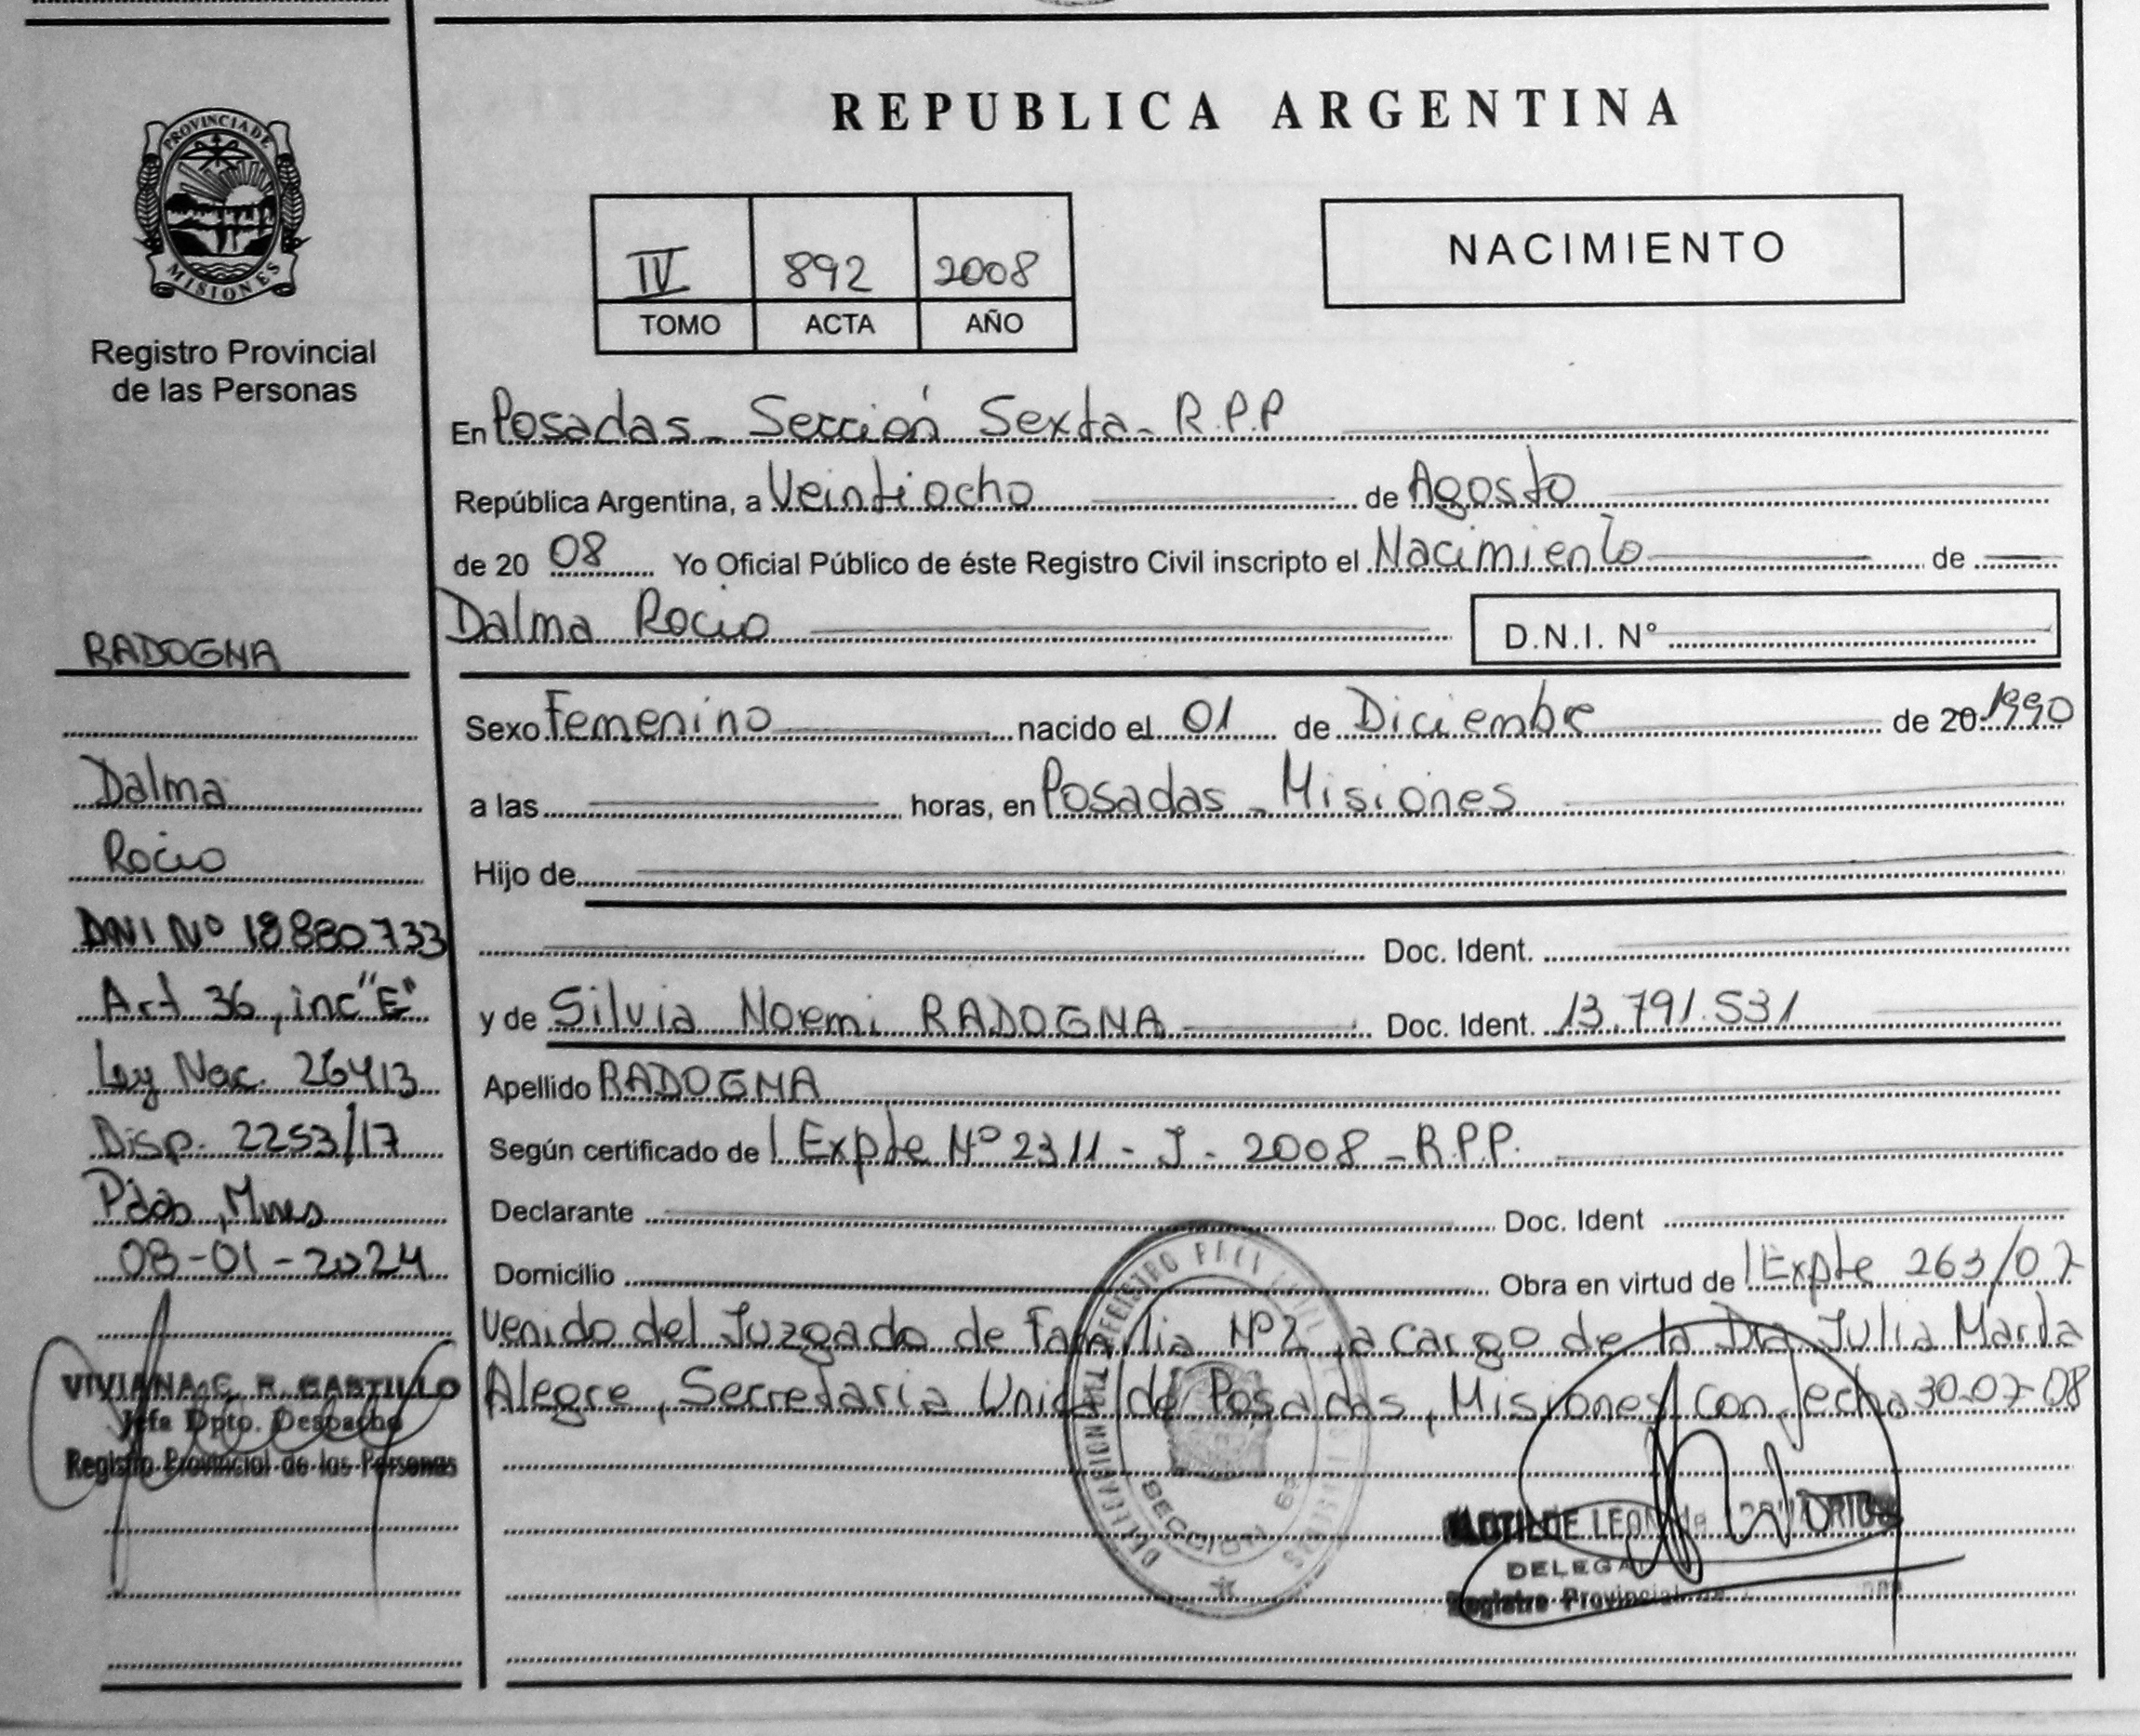 PROVINCIA DE
MISIONES
Registro Provincial
de las Personas
RADOGNA
Dalma
Rocio
DNI Nº 18880733
Art 36, inc "E"
Ley Nac. 26413
Disp. 2253/17
Pdas, Mnes
08-01-2024
VIVIANA C. R. CASTILLO
Jefa Dpto. Despacho
Registro Provincial de las Personas
REPUBLICA ARGENTINA
IV 892 2008
TOMO ACTA AÑO
NACIMIENTO
En Posadas - Sección Sexta - R.P.P
República Argentina, a Veintiocho de Agosto
de 20 08 Yo Oficial Público de éste Registro Civil inscripto el Nacimiento de
Dalma Rocio D.N.I. Nº
Sexo Femenino nacido el 01 de Diciembre de 20 1990
a las horas, en Posadas - Misiones
Hijo de
Doc. Ident.
y de Silvia Noemi RADOGNA Doc. Ident. 13.791.531
Apellido RADOGNA
Según certificado de Expte Nº 2311 - J - 2008 - R.P.P.
Declarante Doc. Ident
Domicilio Obra en virtud de Expte 263/07
Venido del Juzgado de Familia Nº2, a cargo de la Dra Julia Marta
Alegre, Secretaria Unica de Posadas, Misiones con fecha 30-07-08
SECCION 6ª
DELEGA
Registro Provincial de